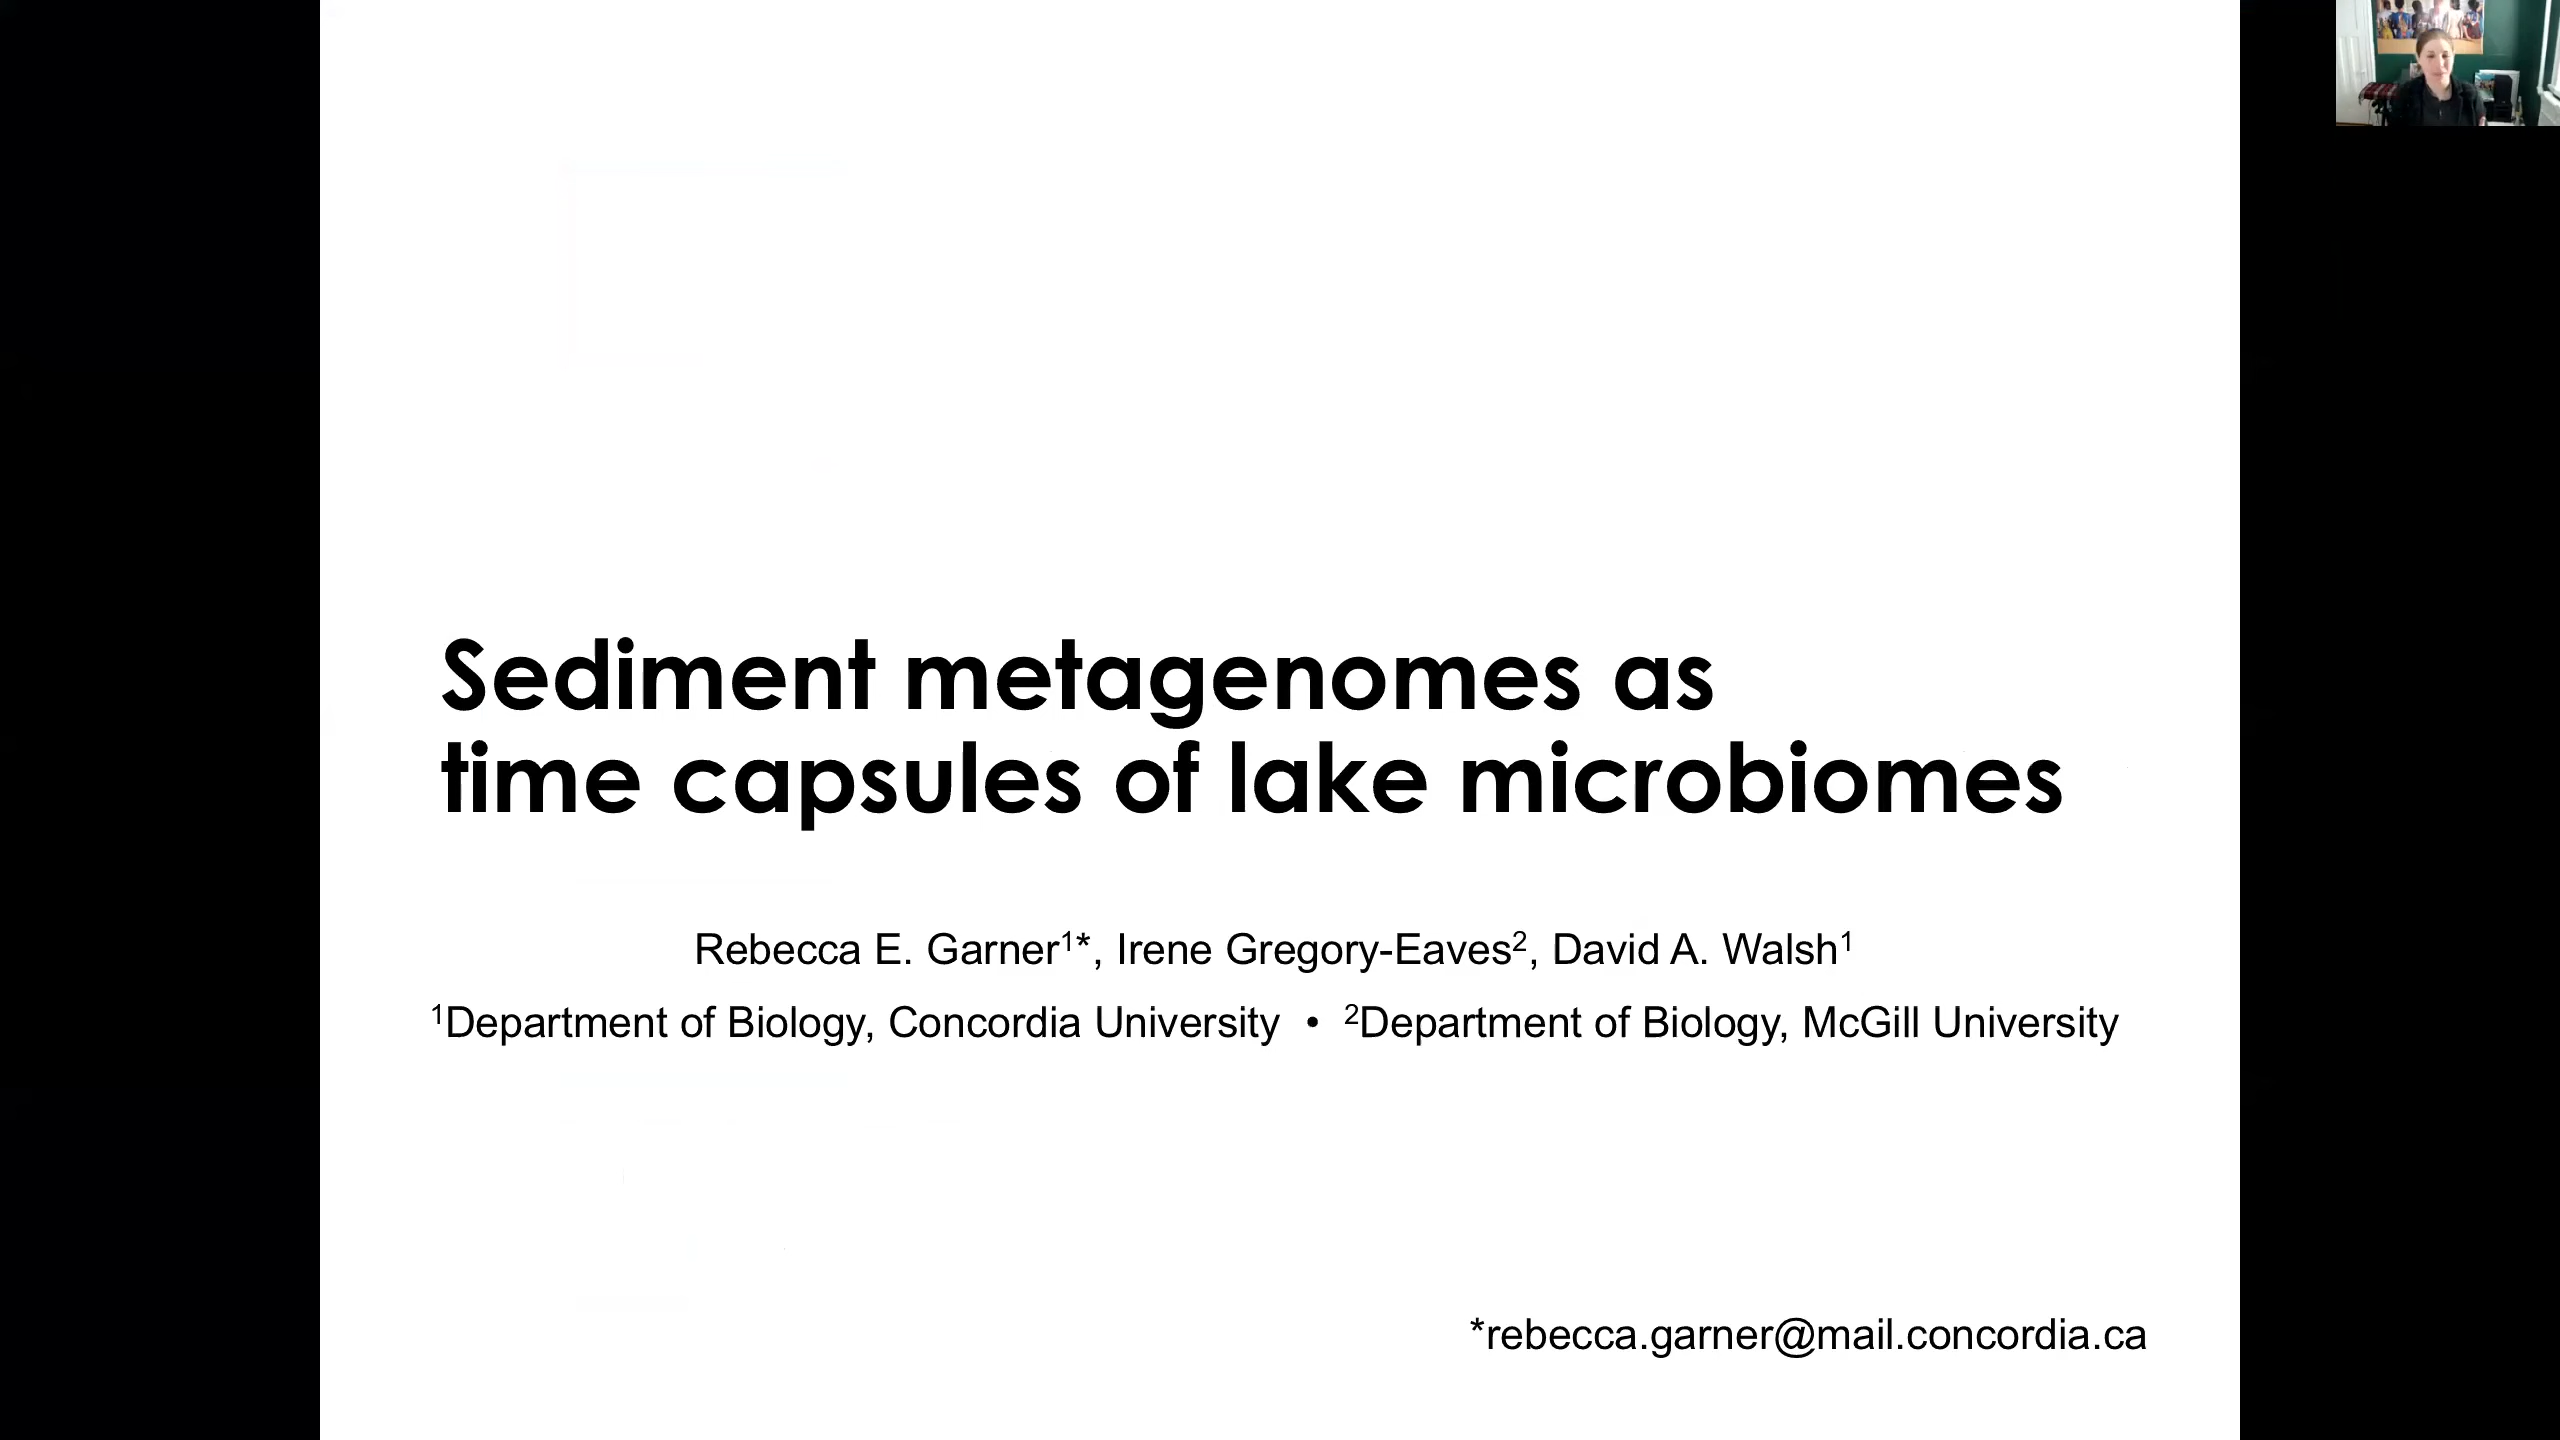 Sediment metagenomes as
time capsules of lake microbiomes
Rebecca E. Garner¹*, Irene Gregory-Eaves², David A. Walsh¹
¹Department of Biology, Concordia University • ²Department of Biology, McGill University
*rebecca.garner@mail.concordia.ca